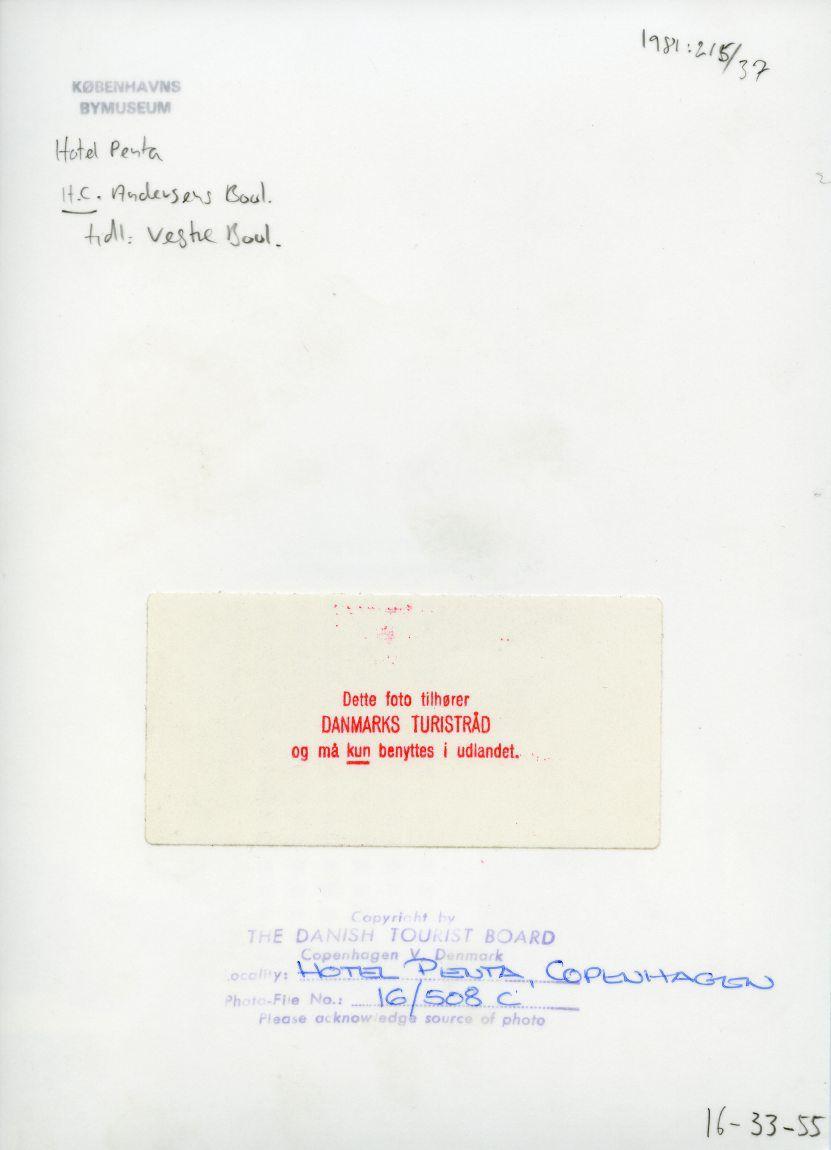 1981:215/37
KØBENHAVNS
BYMUSEUM
Hotel Penta
H.C. Andersens Boul.
tidl: Vestre Boul.
Dette foto tilhører
DANMARKS TURISTRÅD
og må kun benyttes i udlandet.
Copyright by
THE DANISH TOURIST BOARD
Copenhagen V, Denmark
Locality: HOTEL PENTA, COPENHAGEN
Photo-File No.: 16/508 C
Please acknowledge source of photo
16-33-55